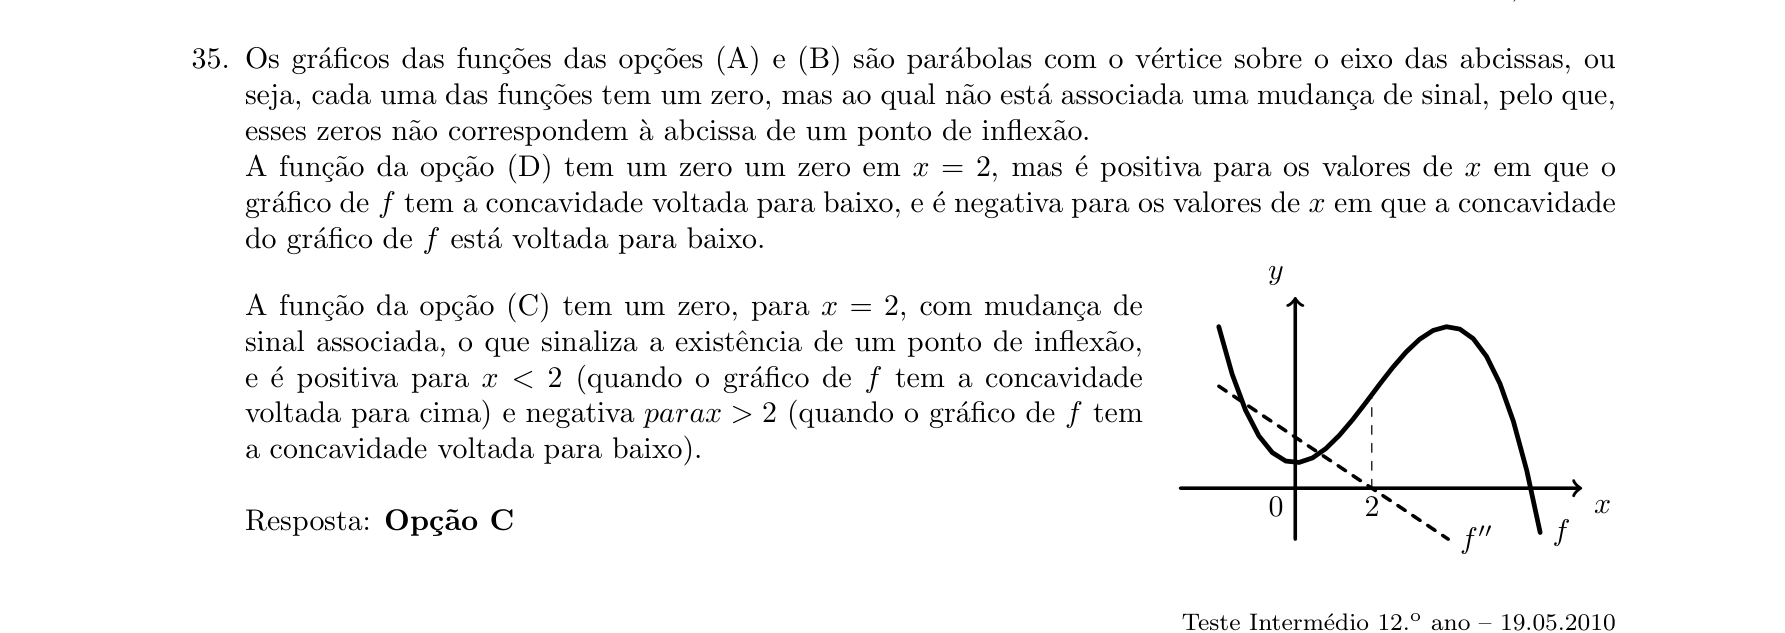 35. Os gráficos das funções das opções (A) e (B) são parábolas com o vértice sobre o eixo das abcissas, ou
seja, cada uma das funções tem um zero, mas ao qual não está associada uma mudança de sinal, pelo que,
esses zeros não correspondem à abcissa de um ponto de inflexão.
A função da opção (D) tem um zero um zero em x = 2, mas é positiva para os valores de x em que o
gráfico de f tem a concavidade voltada para baixo, e é negativa para os valores de x em que a concavidade
do gráfico de f está voltada para baixo.
A função da opção (C) tem um zero, para x = 2, com mudança de
sinal associada, o que sinaliza a existência de um ponto de inflexão,
e é positiva para x < 2 (quando o gráfico de f tem a concavidade
voltada para cima) e negativa parax > 2 (quando o gráfico de f tem
a concavidade voltada para baixo).
Resposta: Opção C
y
0
2
x
f′′
f
Teste Intermédio 12.º ano – 19.05.2010